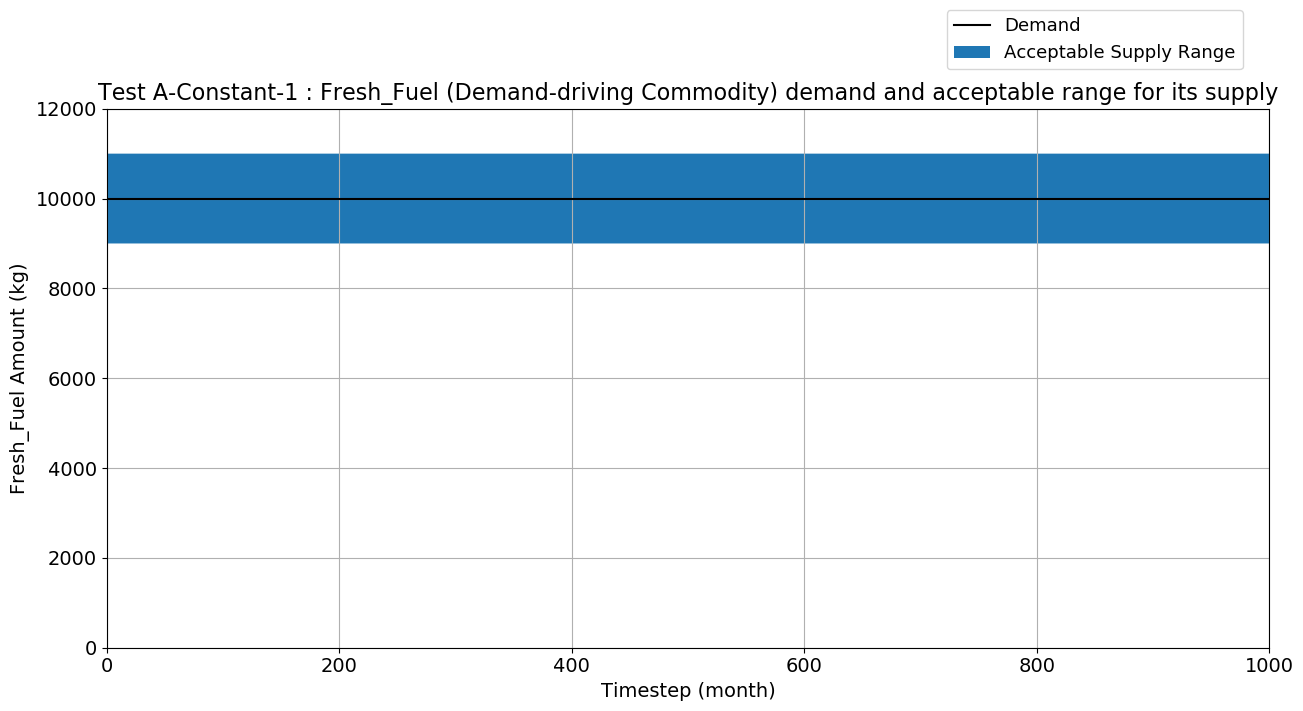 Demand
Acceptable Supply Range
Test A-Constant-1 : Fresh_Fuel (Demand-driving Commodity) demand and acceptable range for its supply
12000
10000
8000
6000
4000
2000
0
Fresh_Fuel Amount (kg)
0 200 400 600 800 1000
Timestep (month)